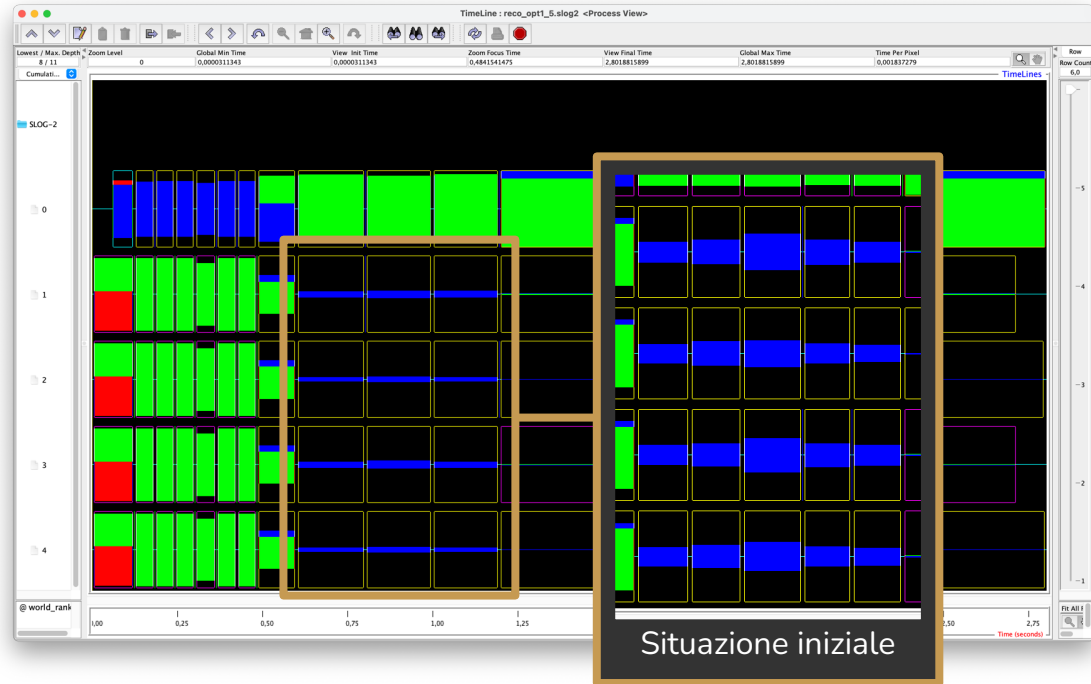 TimeLine : reco_opt1_5.slog2 <Process View>
Lowest / Max. Depth Zoom Level Global Min Time View Init Time Zoom Focus Time View Final Time Global Max Time Time Per Pixel Row
8 / 11 0 0,0000311343 0,0000311343 0,4841541475 2,8018815899 2,8018815899 0,001837279 Row Count
Cumulati... TimeLines 6,0
SLOG-2
0
1
2
3
4
-5
-4
-3
-2
-1
@ world_rank
Fit All
0,25 0,50 0,75 1,00 1,25 2,50 2,75
Time (seconds)
Situazione iniziale